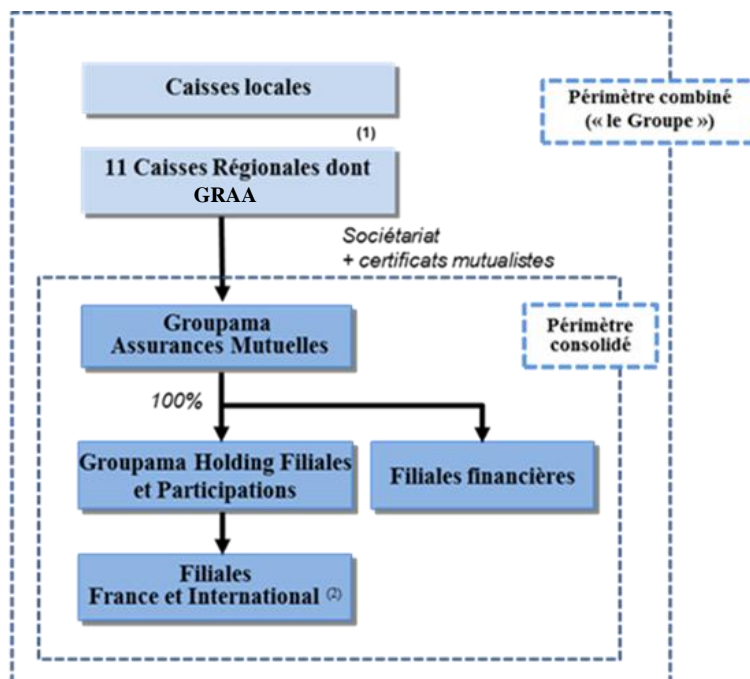 Caisses locales
Périmètre combiné
(« le Groupe »)
(1)
11 Caisses Régionales dont
GRAA
Sociétariat
+ certificats mutualistes
Groupama
Assurances Mutuelles
Périmètre
consolidé
100%
Groupama Holding Filiales
et Participations
Filiales financières
Filiales
France et International (2)